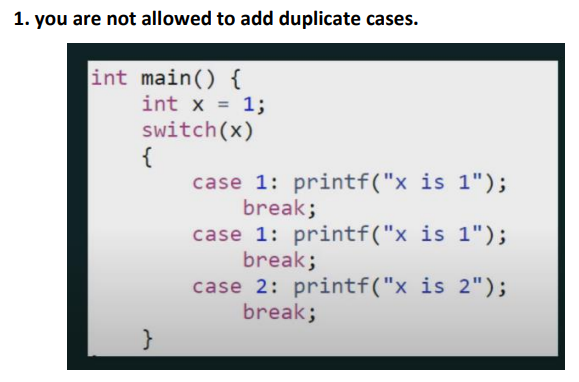 1. you are not allowed to add duplicate cases.
int main() {
    int x = 1;
    switch(x)
    {
        case 1: printf("x is 1");
            break;
        case 1: printf("x is 1");
            break;
        case 2: printf("x is 2");
            break;
    }